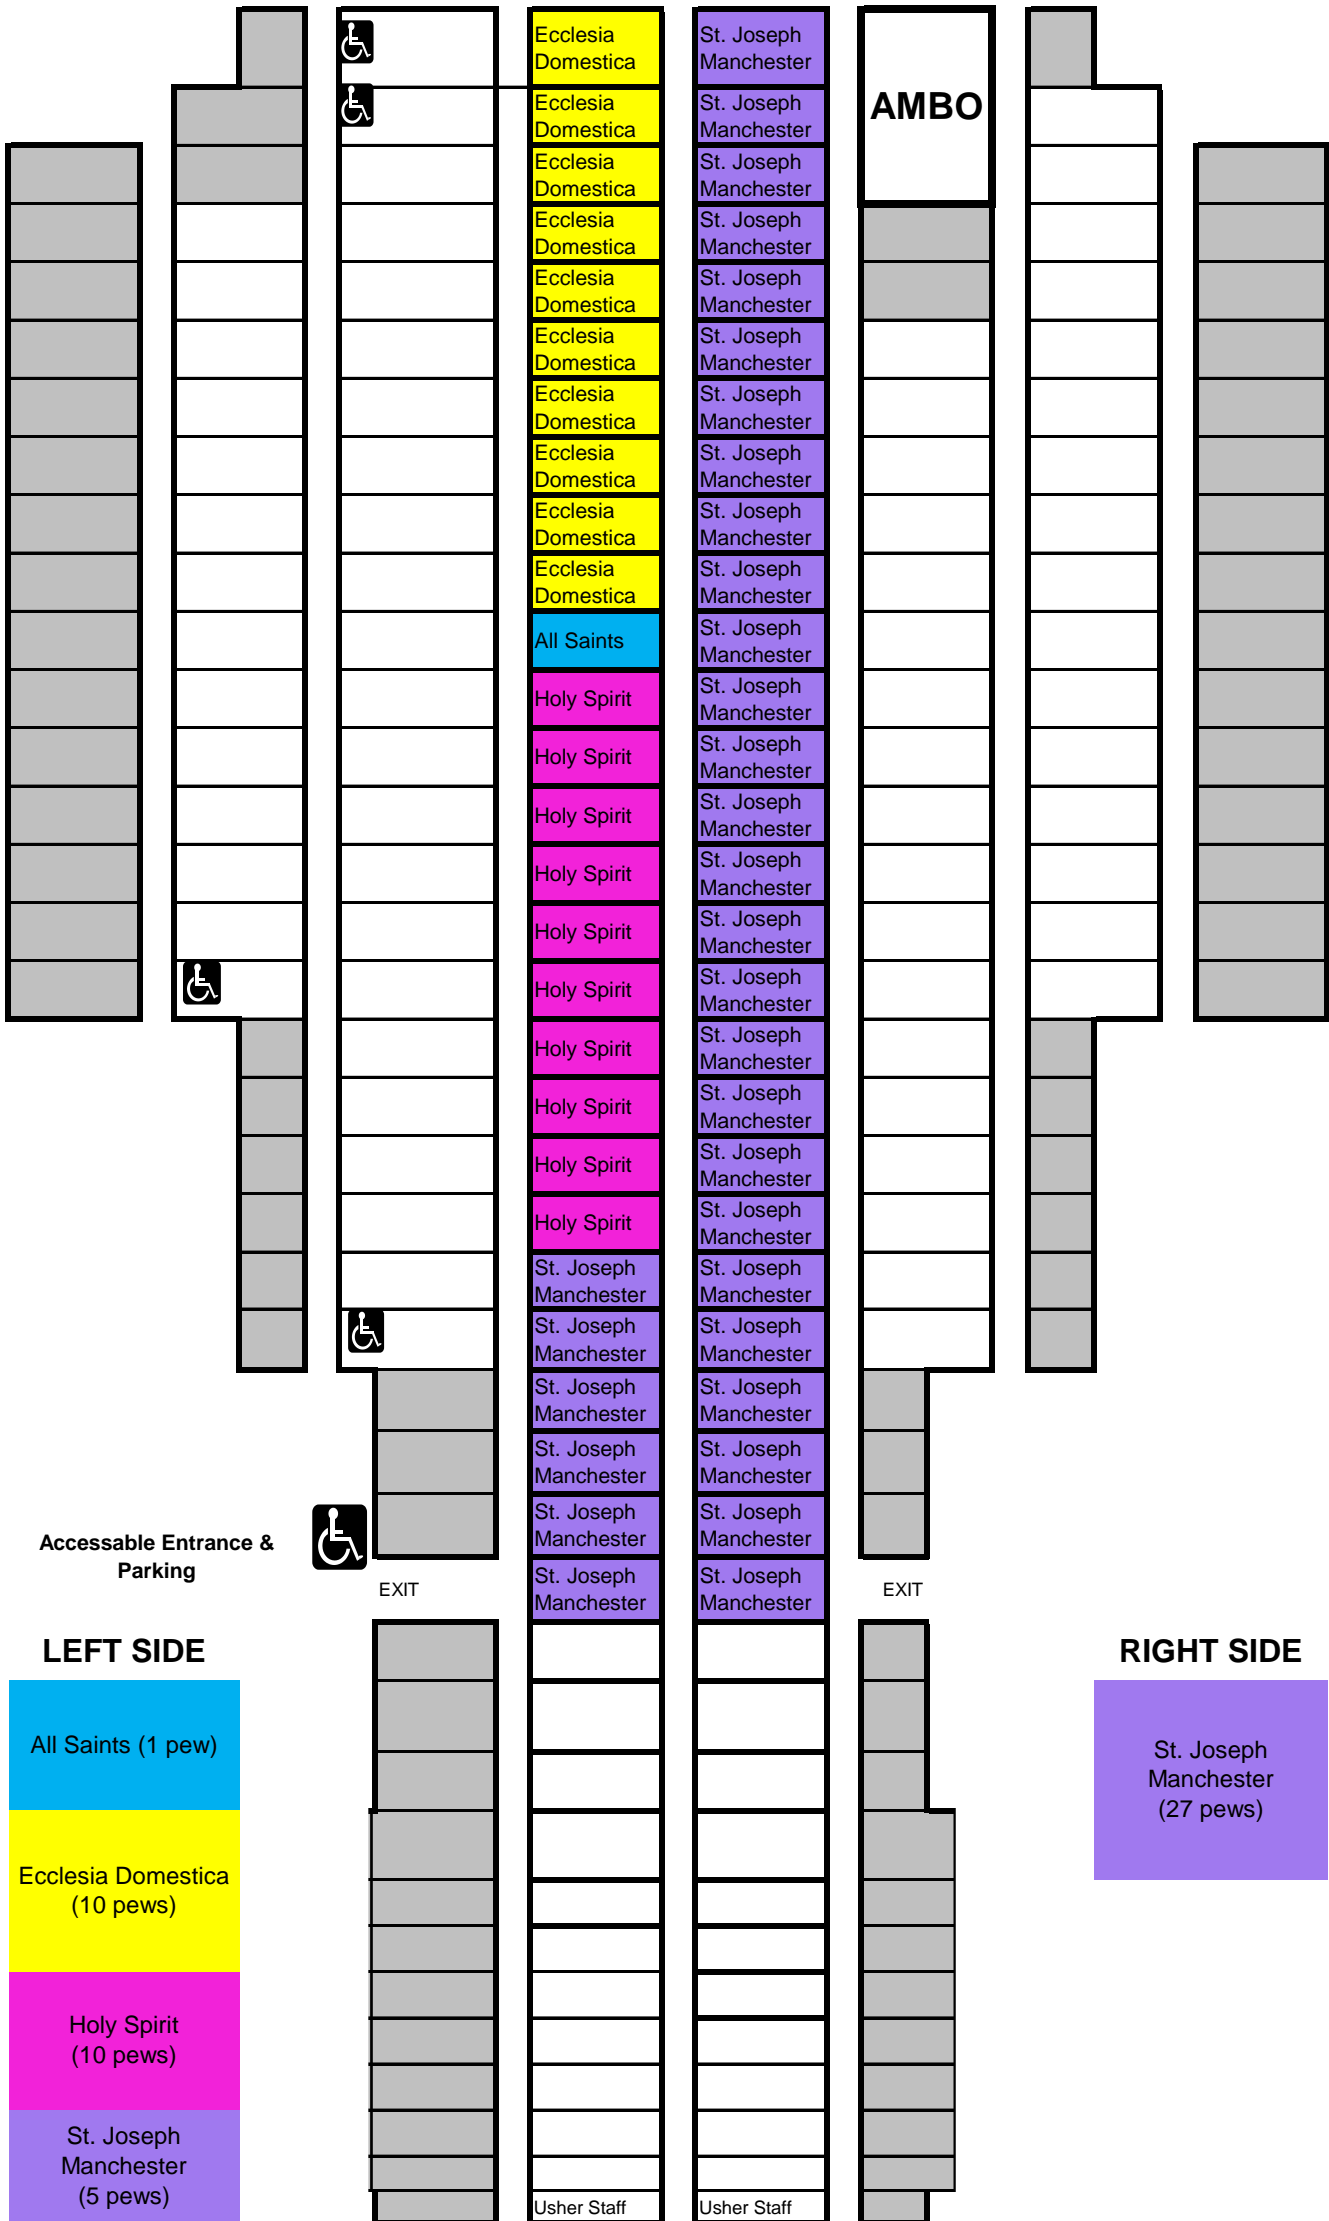 Ecclesia
Domestica
St. Joseph
Manchester
AMBO
Ecclesia
Domestica
St. Joseph
Manchester
Ecclesia
Domestica
St. Joseph
Manchester
Ecclesia
Domestica
St. Joseph
Manchester
Ecclesia
Domestica
St. Joseph
Manchester
Ecclesia
Domestica
St. Joseph
Manchester
Ecclesia
Domestica
St. Joseph
Manchester
Ecclesia
Domestica
St. Joseph
Manchester
Ecclesia
Domestica
St. Joseph
Manchester
Ecclesia
Domestica
St. Joseph
Manchester
All Saints
St. Joseph
Manchester
Holy Spirit
St. Joseph
Manchester
Holy Spirit
St. Joseph
Manchester
Holy Spirit
St. Joseph
Manchester
Holy Spirit
St. Joseph
Manchester
Holy Spirit
St. Joseph
Manchester
Holy Spirit
St. Joseph
Manchester
Holy Spirit
St. Joseph
Manchester
Holy Spirit
St. Joseph
Manchester
Holy Spirit
St. Joseph
Manchester
Holy Spirit
St. Joseph
Manchester
St. Joseph
Manchester
St. Joseph
Manchester
St. Joseph
Manchester
St. Joseph
Manchester
St. Joseph
Manchester
St. Joseph
Manchester
St. Joseph
Manchester
St. Joseph
Manchester
St. Joseph
Manchester
St. Joseph
Manchester
Accessable Entrance &
Parking
EXIT
St. Joseph
Manchester
St. Joseph
Manchester
EXIT
LEFT SIDE
All Saints (1 pew)
Ecclesia Domestica
(10 pews)
Holy Spirit
(10 pews)
St. Joseph
Manchester
(5 pews)
RIGHT SIDE
St. Joseph
Manchester
(27 pews)
Usher Staff
Usher Staff